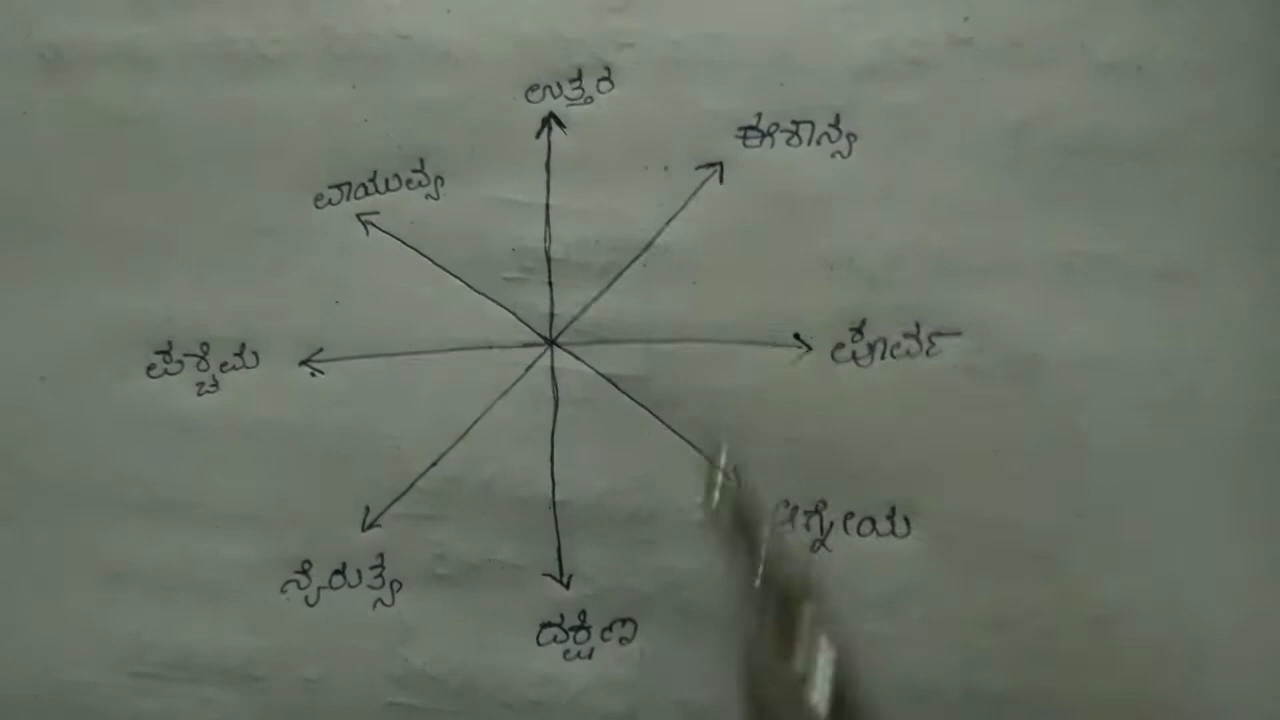 ಉತ್ತರ
ಈಶಾನ್ಯ
ವಾಯುವ್ಯ
ಪಶ್ಚಿಮ
ಪೂರ್ವ
ಆಗ್ನೇಯ
ನೈರುತ್ಯ
ದಕ್ಷಿಣ